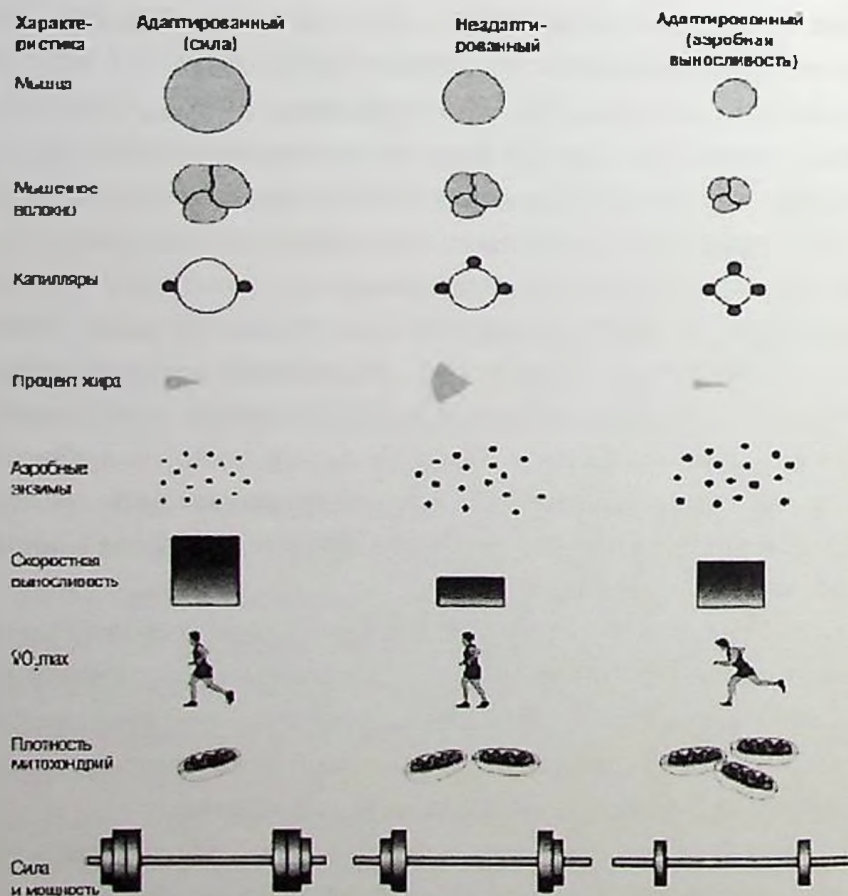 Характе-
ристика
Адаптированный
(сила)
Неадапти-
рованный
Адаптированный
(аэробная
выносливость)
Мышца
Мышечное
волокно
Капилляры
Процент жира
Аэробные
энзимы
Скоростная
выносливость
V̇O₂max
Плотность
митохондрий
Сила
и мощность